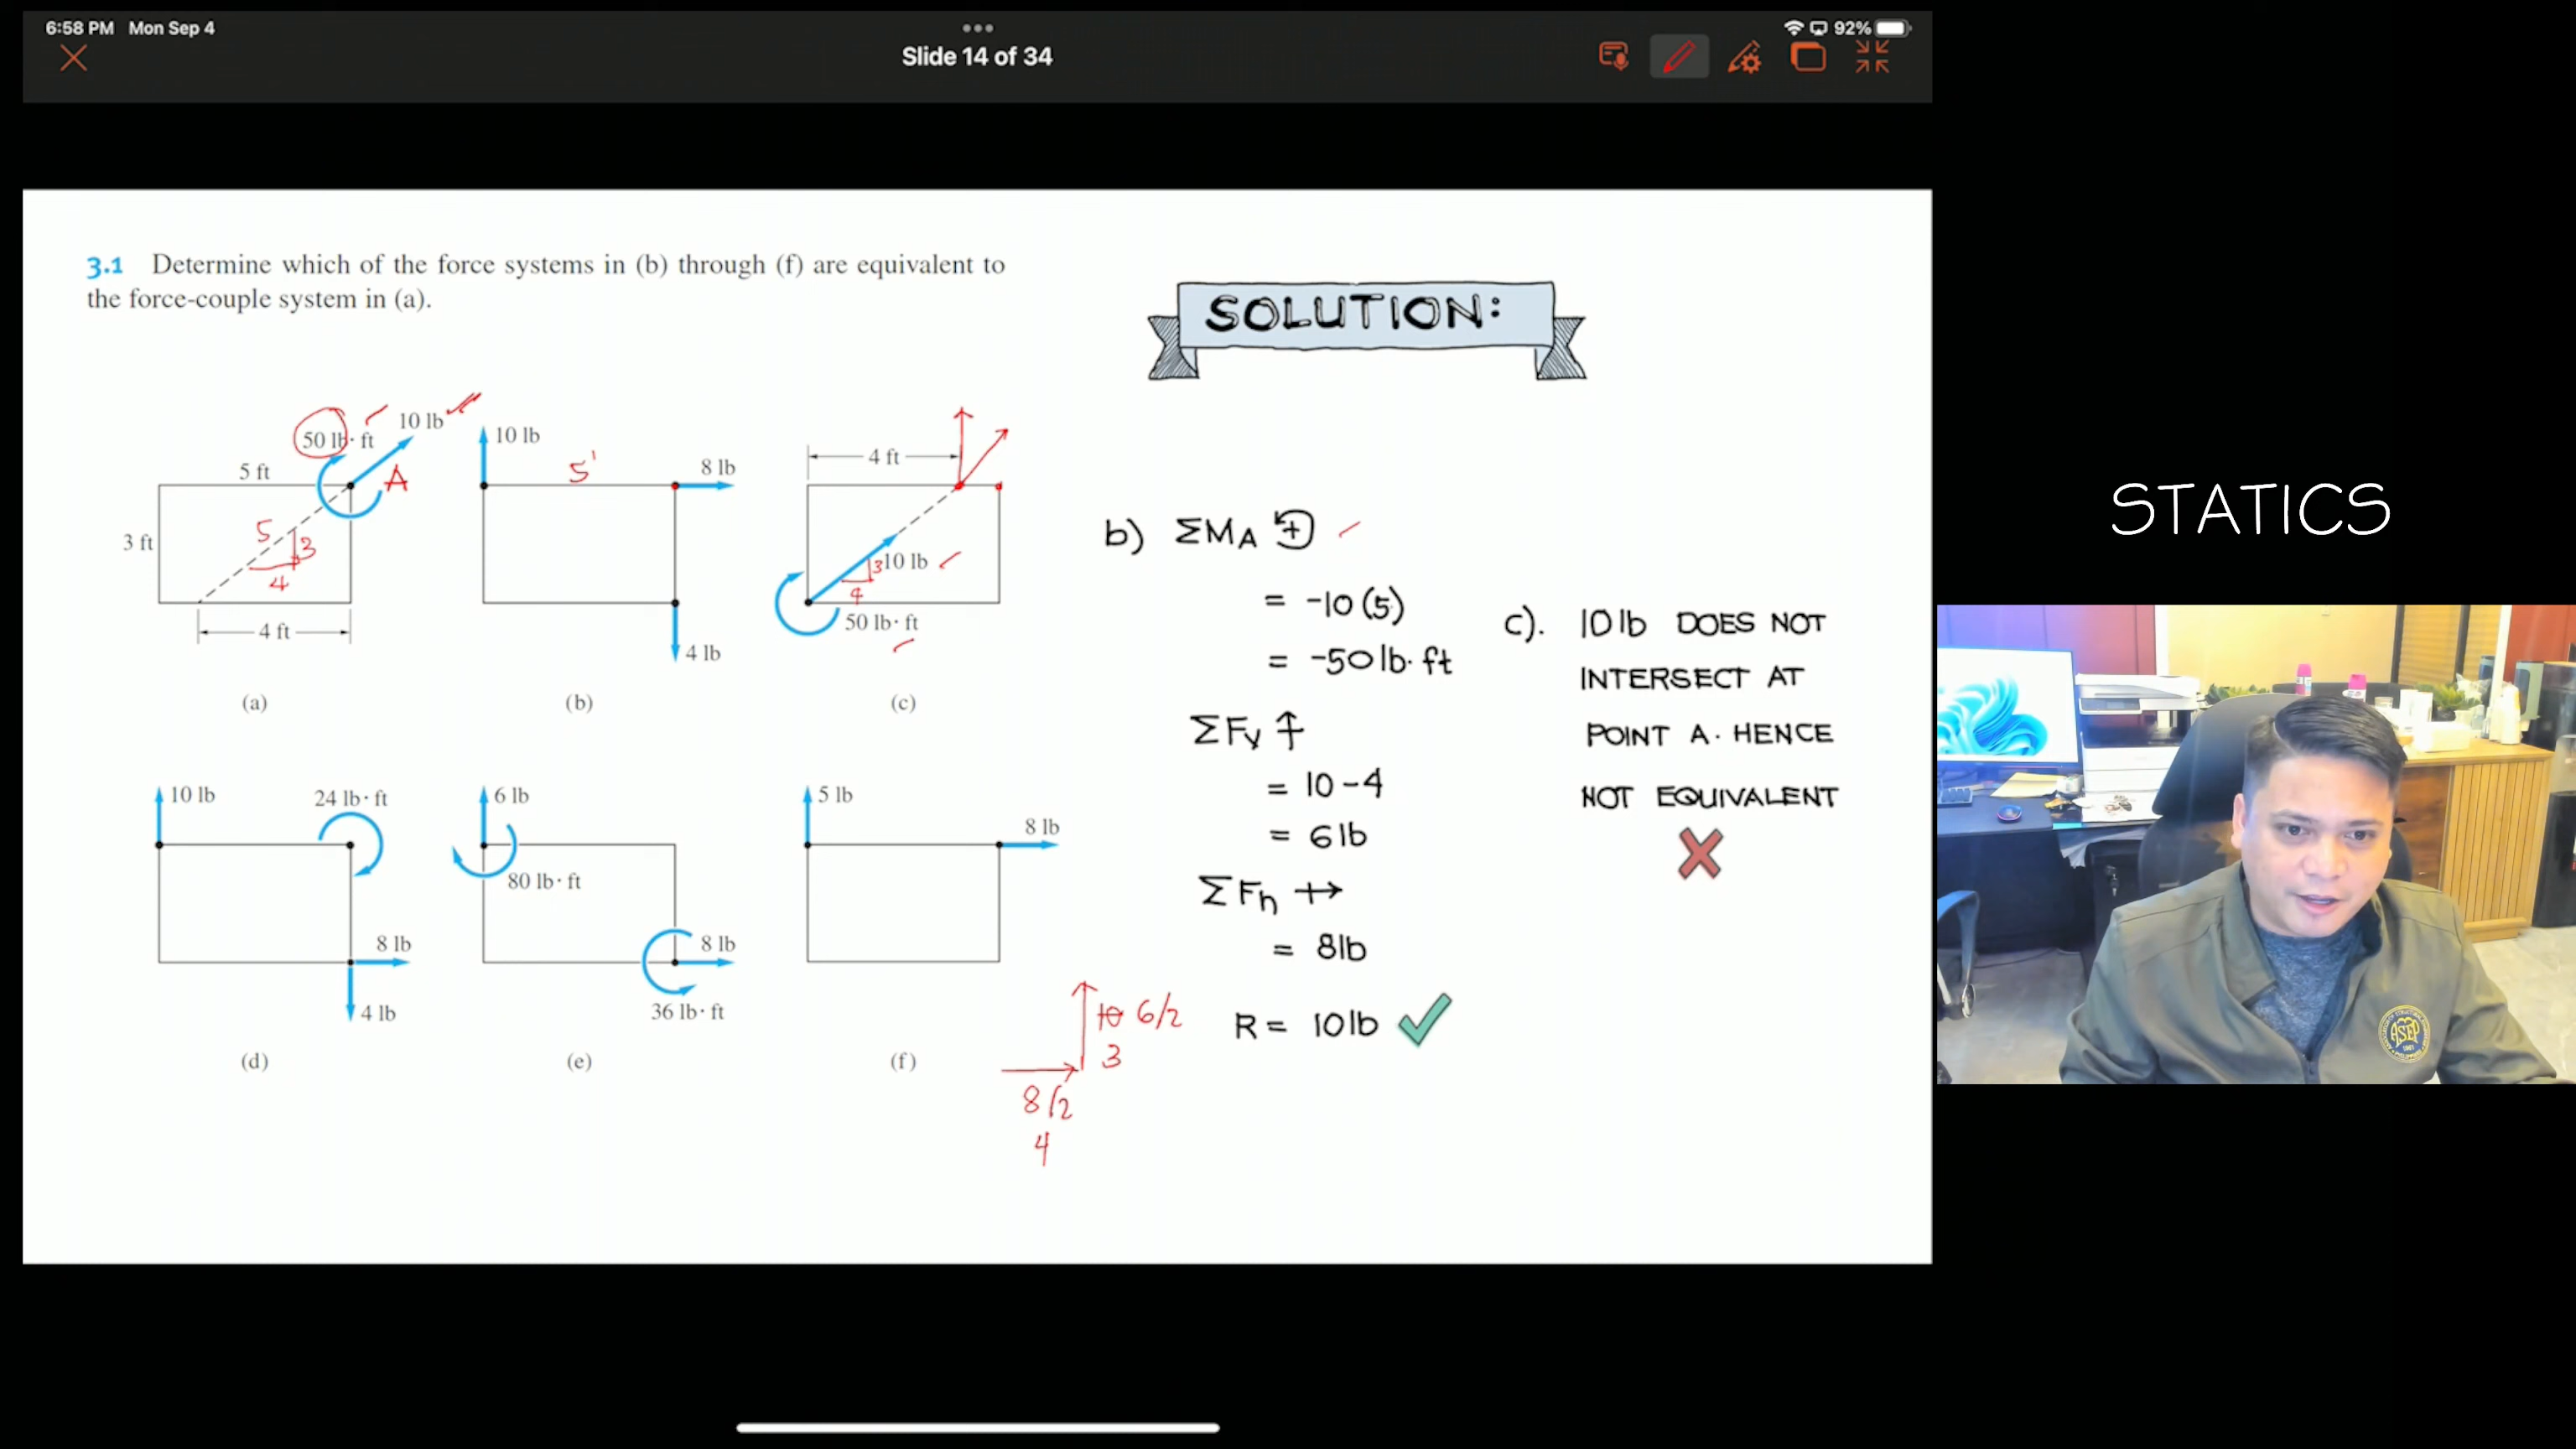 6:58 PM Mon Sep 4
92%
Slide 14 of 34
3.1 Determine which of the force systems in (b) through (f) are equivalent to
the force-couple system in (a).
SOLUTION:
50 lb · ft
10 lb
5 ft
A
3 ft
5
3
4
4 ft
(a)
10 lb
5'
8 lb
4 lb
(b)
4 ft
10 lb
3
4
50 lb · ft
(c)
10 lb
24 lb · ft
8 lb
4 lb
(d)
6 lb
80 lb · ft
8 lb
36 lb · ft
(e)
5 lb
8 lb
(f)
10 6/2
3
8/2
4
b) ΣMA +
= -10(5)
= -50 lb · ft
ΣFv
= 10-4
= 6 lb
ΣFh
= 8 lb
R = 10 lb
c). 10 lb DOES NOT
INTERSECT AT
POINT A. HENCE
NOT EQUIVALENT
STATICS
ASEP